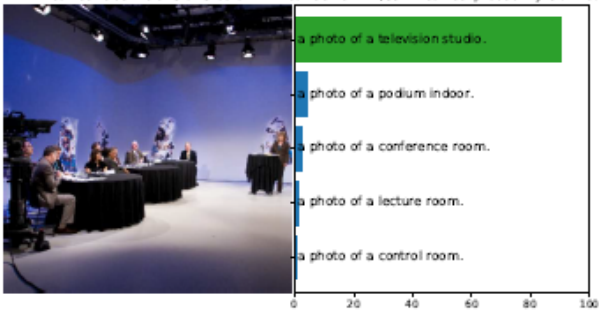 a photo of a television studio.
a photo of a podium indoor.
a photo of a conference room.
a photo of a lecture room.
a photo of a control room.
0 20 40 60 80 100